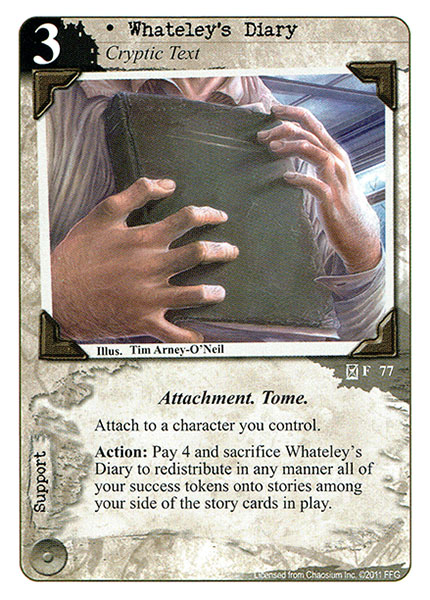 3
• Whateley's Diary
Cryptic Text
Illus. Tim Arney-O'Neil
F 77
Attachment. Tome.
Attach to a character you control.
Action: Pay 4 and sacrifice Whateley's
Diary to redistribute in any manner all of
your success tokens onto stories among
your side of the story cards in play.
Support
Licensed from Chaosium Inc. ©2011 FFG